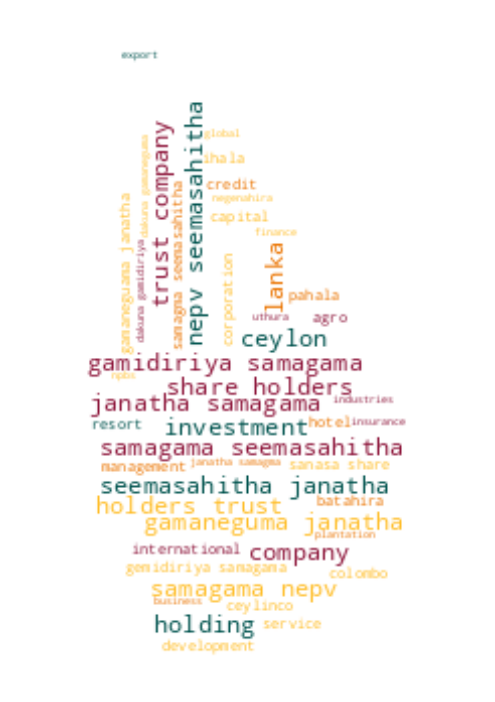 export
global
ihala
credit
negenahira
capital
finance
trust company
nepv seemasahitha
dakuna gamaneguma
gamaneguma janatha
samagma seemasahitha
dakuna gamidiriya
corporation
lanka
pahala
uthura
agro
ceylon
gamidiriya samagama
npbs
share holders
janatha samagama
industries
resort
investment
hotel
insurance
samagama seemasahitha
management
janatha samagma
sanasa share
seemasahitha janatha
holders trust
batahira
gamaneguma janatha
plantation
international
company
gemidiriya samagama
colombo
samagama nepv
business
ceylinco
holding
service
development